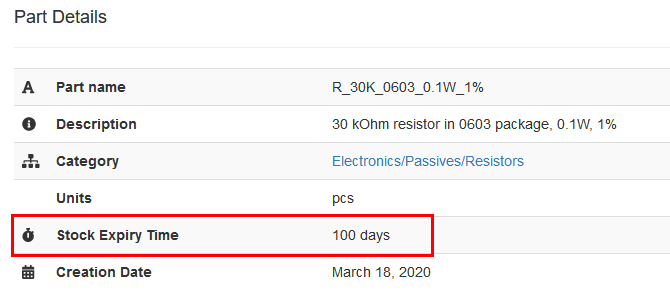 Part Details
Part name R_30K_0603_0.1W_1%
Description 30 kOhm resistor in 0603 package, 0.1W, 1%
Category Electronics/Passives/Resistors
Units pcs
Stock Expiry Time 100 days
Creation Date March 18, 2020